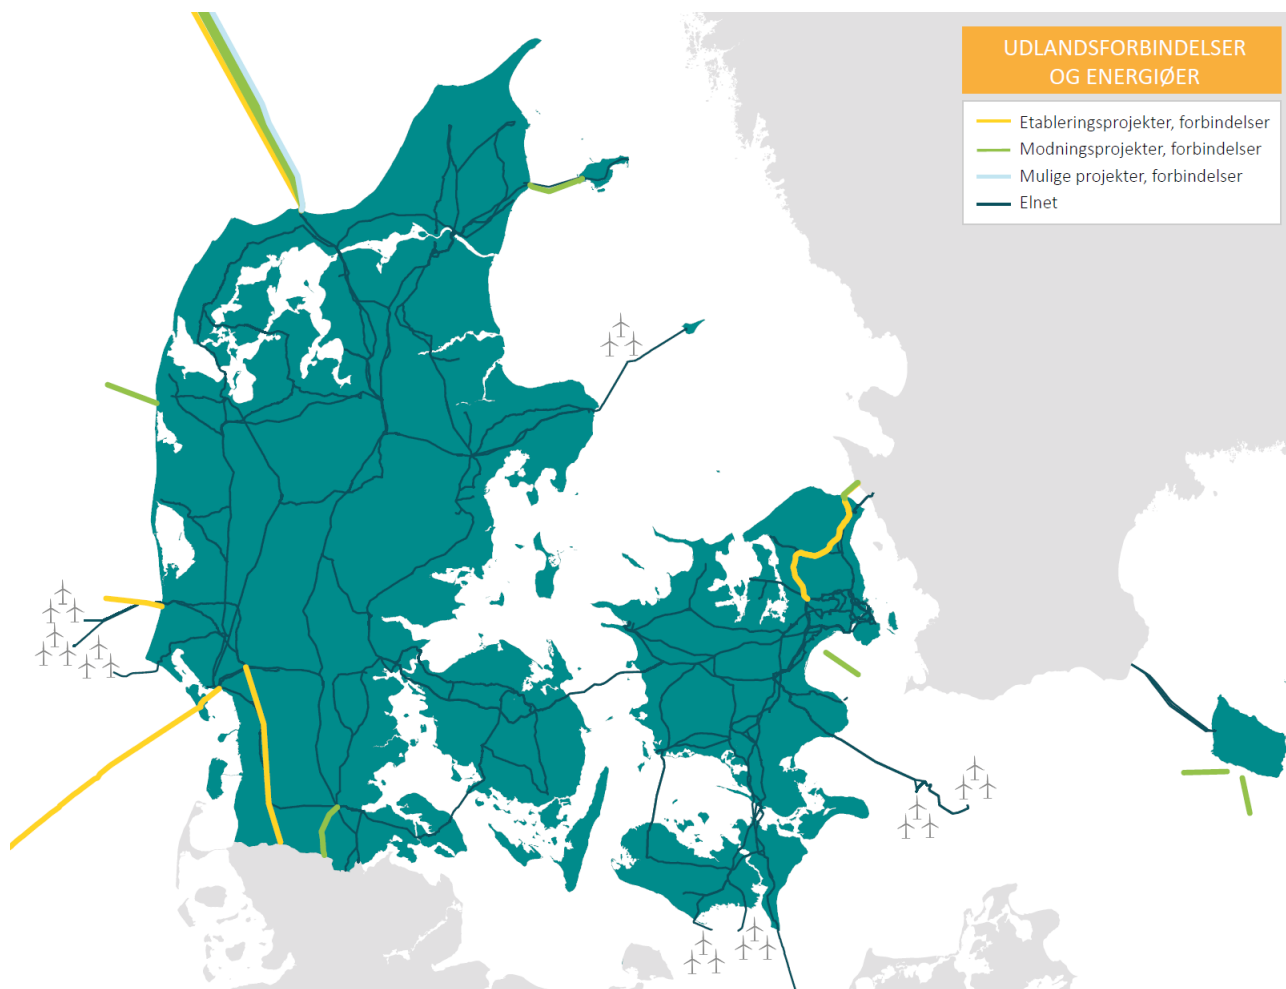 UDLANDSFORBINDELSER
OG ENERGIØER
Etableringsprojekter, forbindelser
Modningsprojekter, forbindelser
Mulige projekter, forbindelser
Elnet